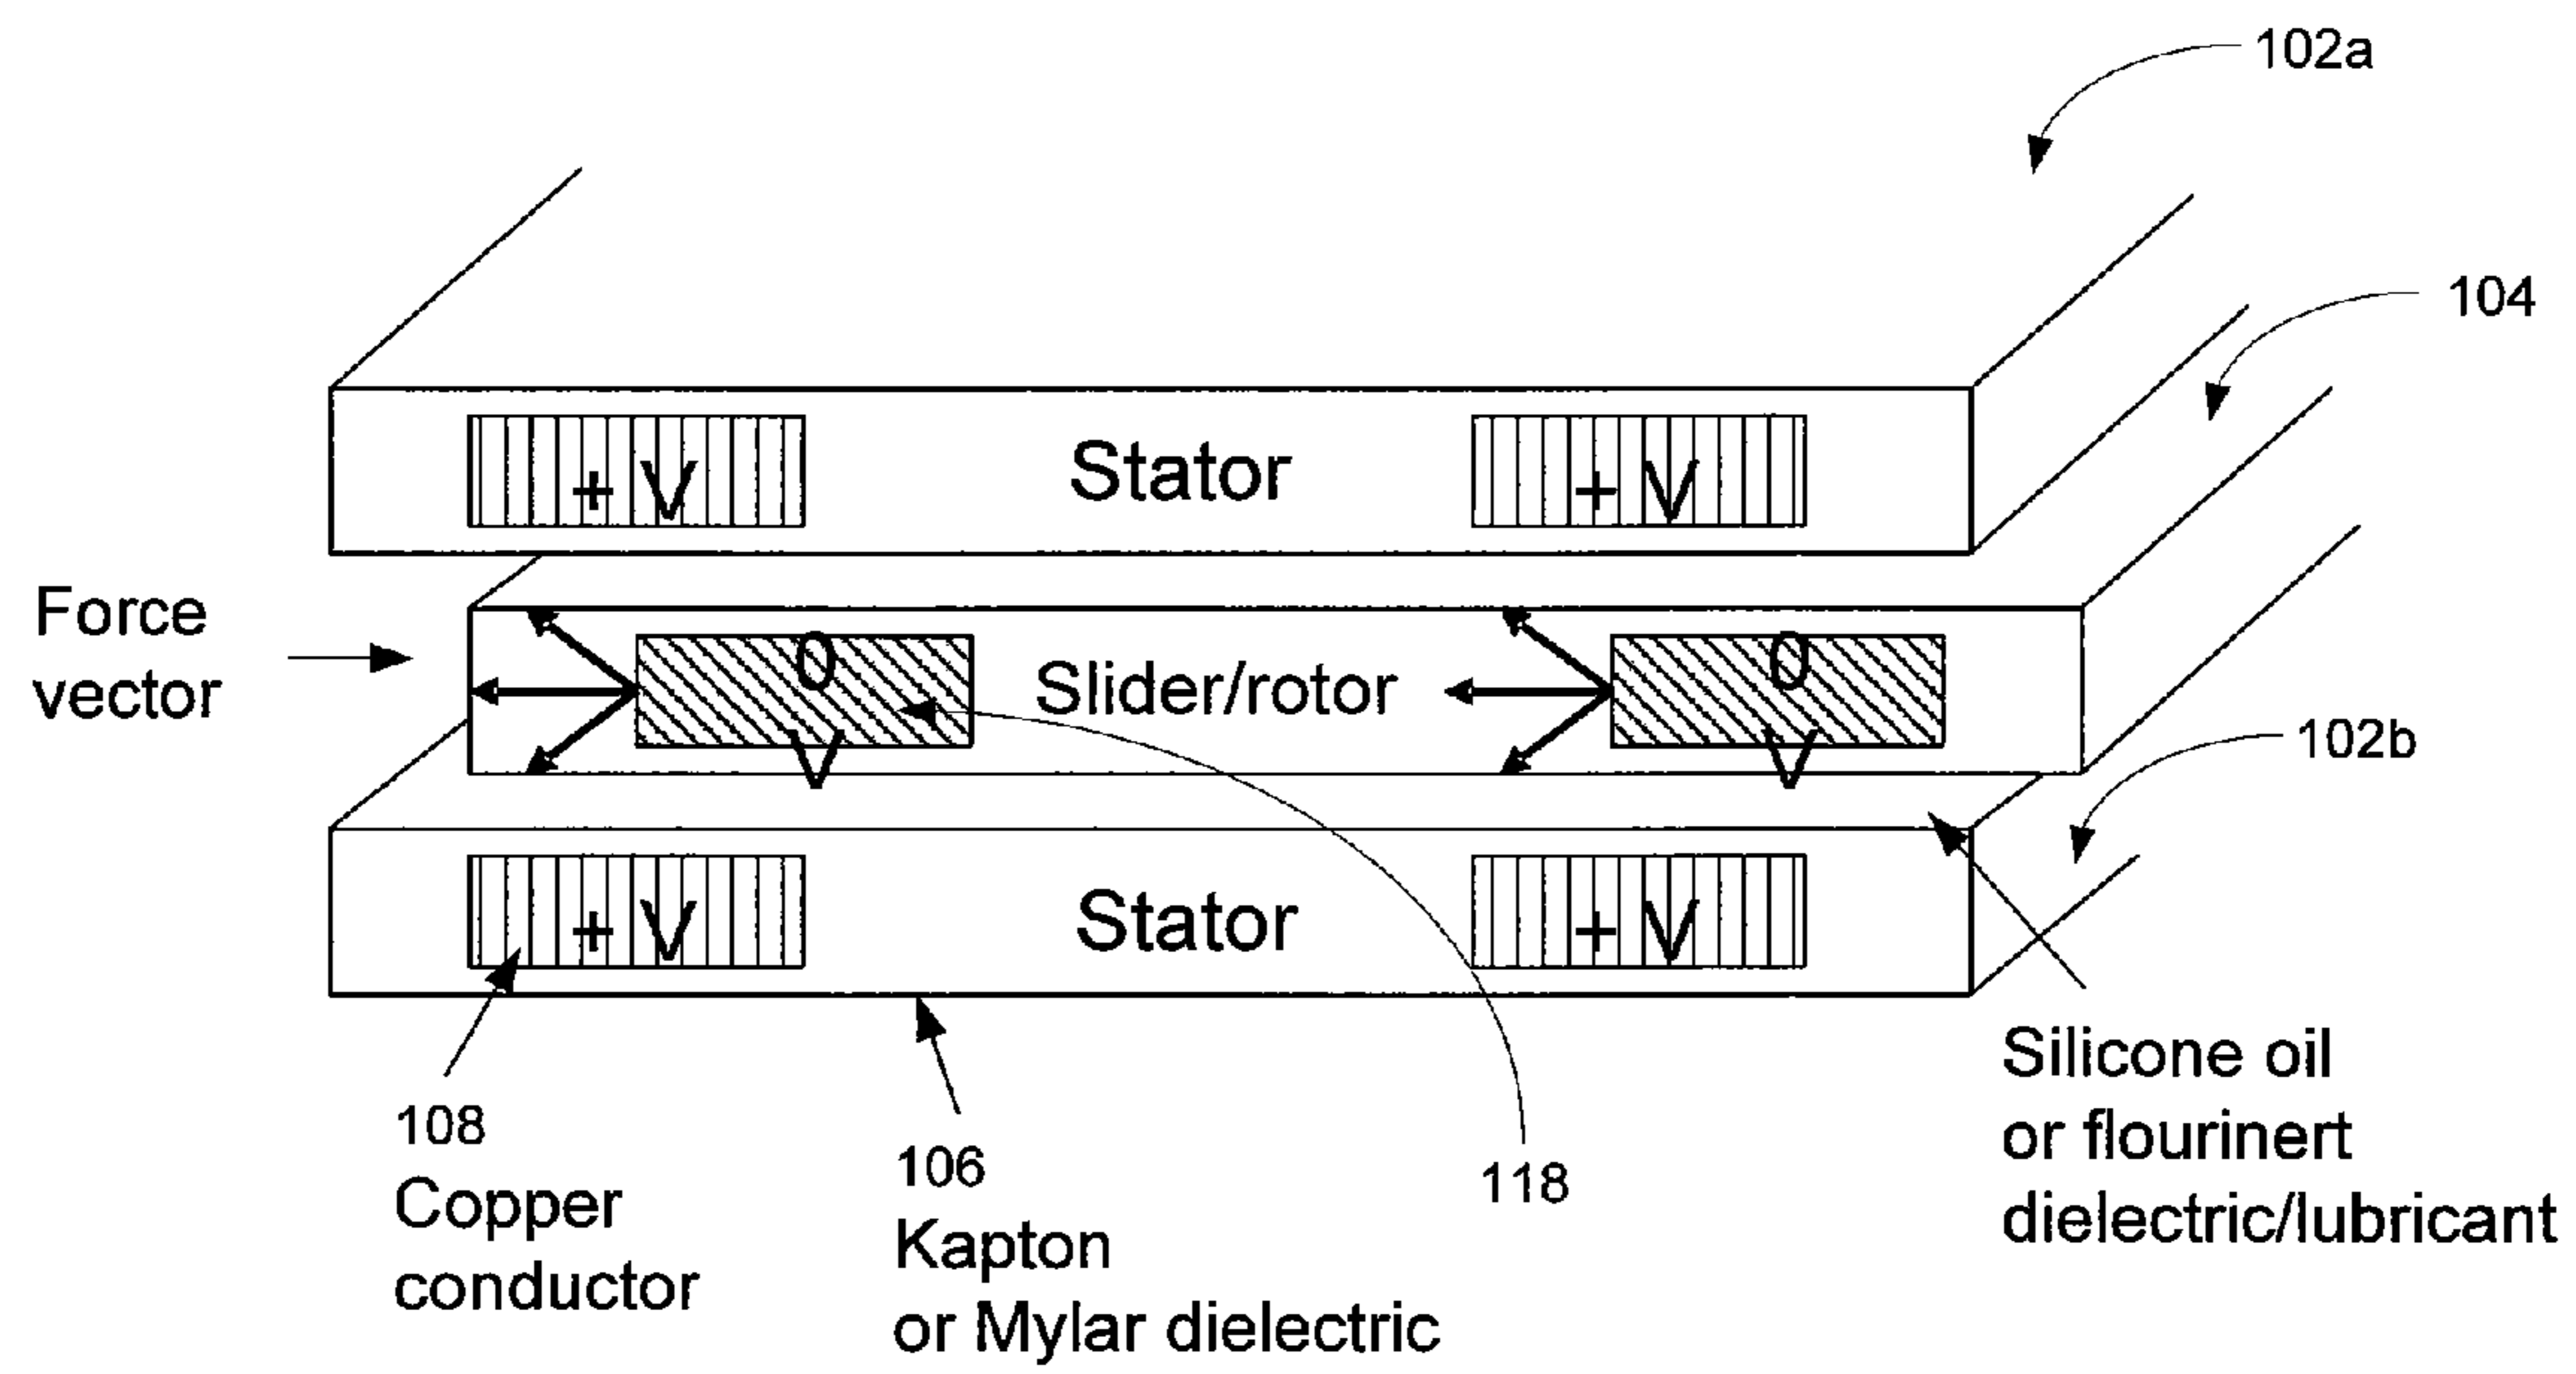 102a
104
Stator
+ V
+ V
Force
vector
0
V
Slider/rotor
0
V
102b
Stator
+ V
+ V
108
Copper
conductor
106
Kapton
or Mylar dielectric
118
Silicone oil
or flourinert
dielectric/lubricant